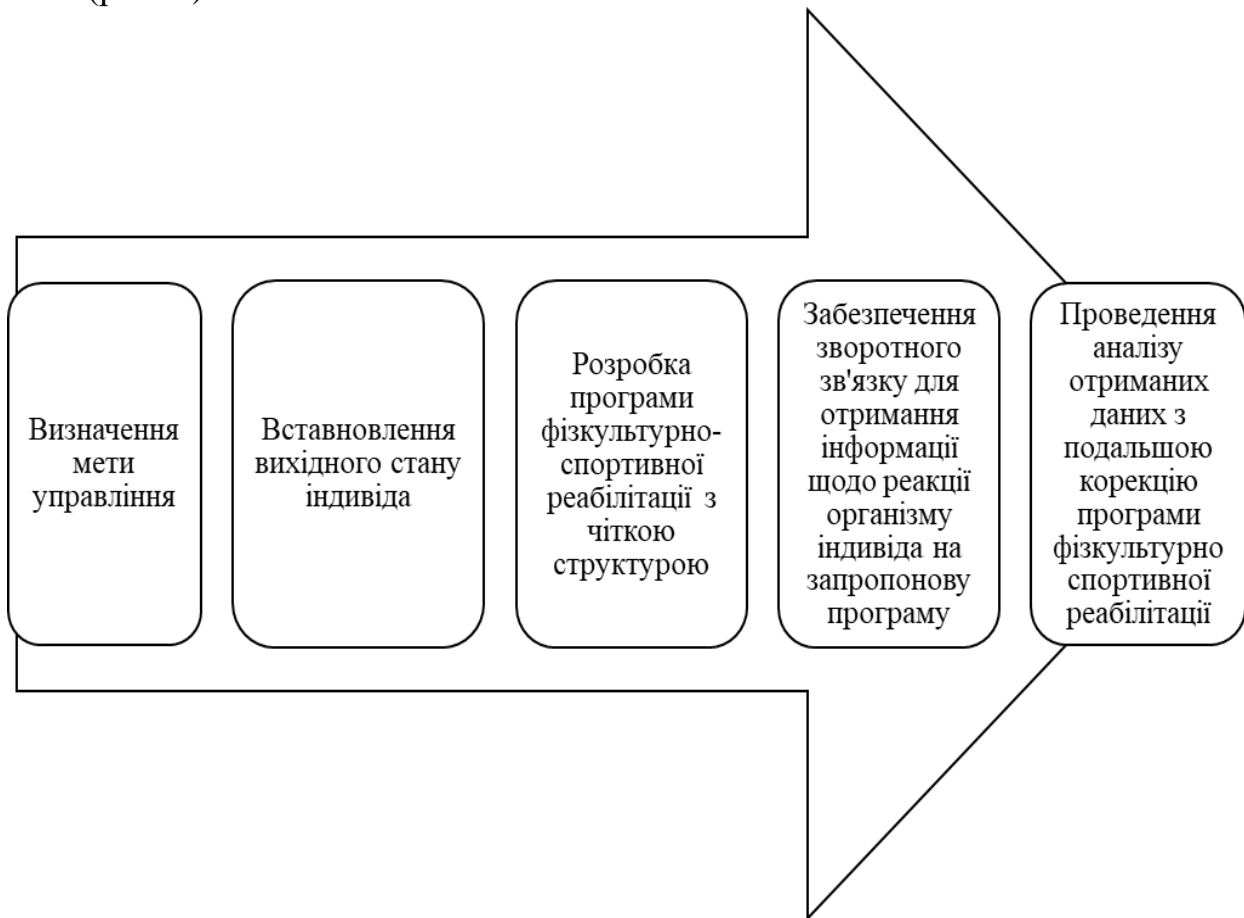 Визначення
мети
управління
Вставновлення
вихідного стану
індивіда
Розробка
програми
фізкультурно-
спортивної
реабілітації з
чіткою
структурою
Забезпечення
зворотного
зв'язку для
отримання
інформації
щодо реакції
організму
індивіда на
запропонову
програму
Проведення
аналізу
отриманих
даних з
подальшою
корекцію
програми
фізкультурно
спортивної
реабілітації